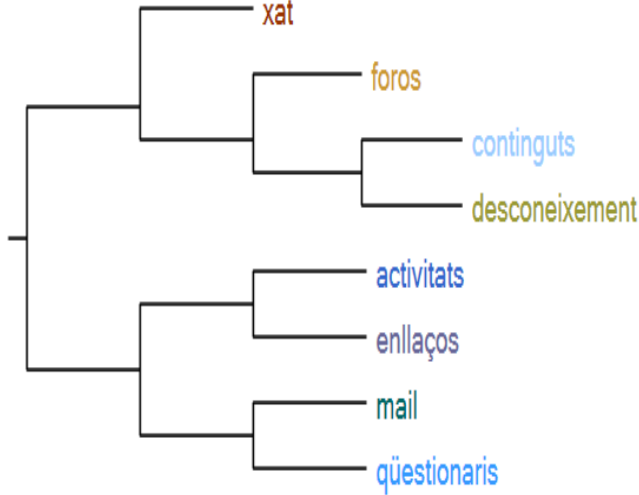 xat
foros
continguts
desconeixement
activitats
enllaços
mail
qüestionaris